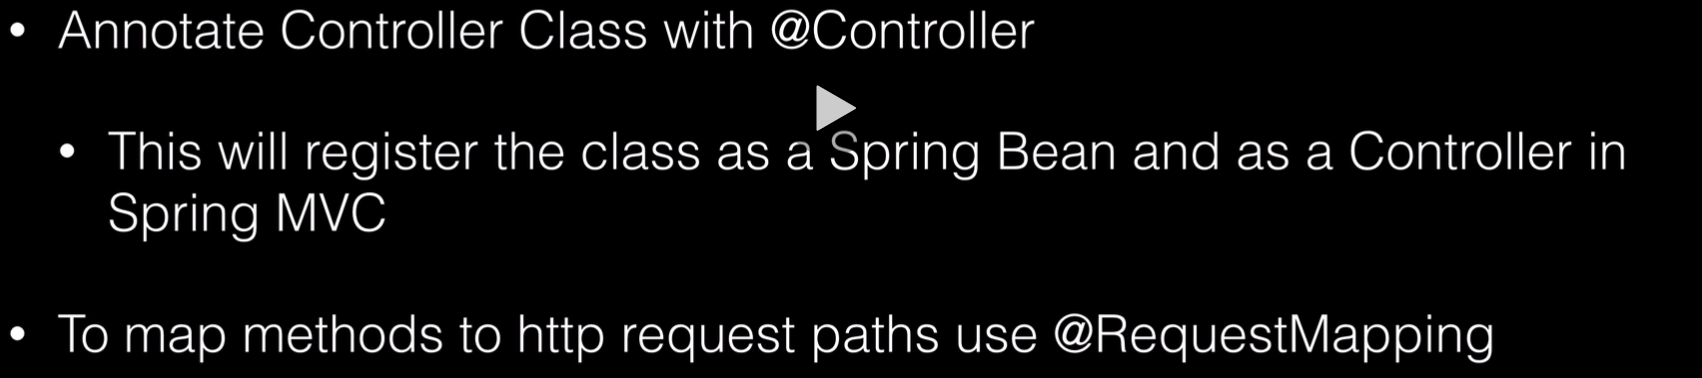 • Annotate Controller Class with @Controller
• This will register the class as a Spring Bean and as a Controller in
Spring MVC
• To map methods to http request paths use @RequestMapping